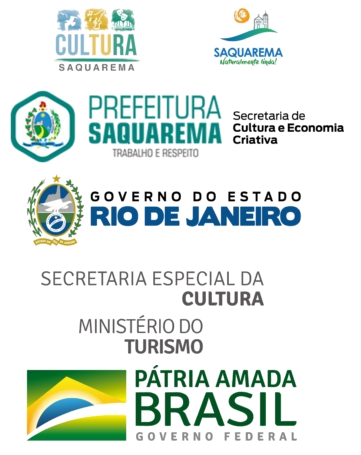 CULTURA
SAQUAREMA
SAQUAREMA
Naturalmente linda!
PREFEITURA
SAQUAREMA
TRABALHO E RESPEITO
Secretaria de
Cultura e Economia
Criativa
GOVERNO DO ESTADO
RIO DE JANEIRO
SECRETARIA ESPECIAL DA
CULTURA
MINISTÉRIO DO
TURISMO
PÁTRIA AMADA
BRASIL
GOVERNO FEDERAL